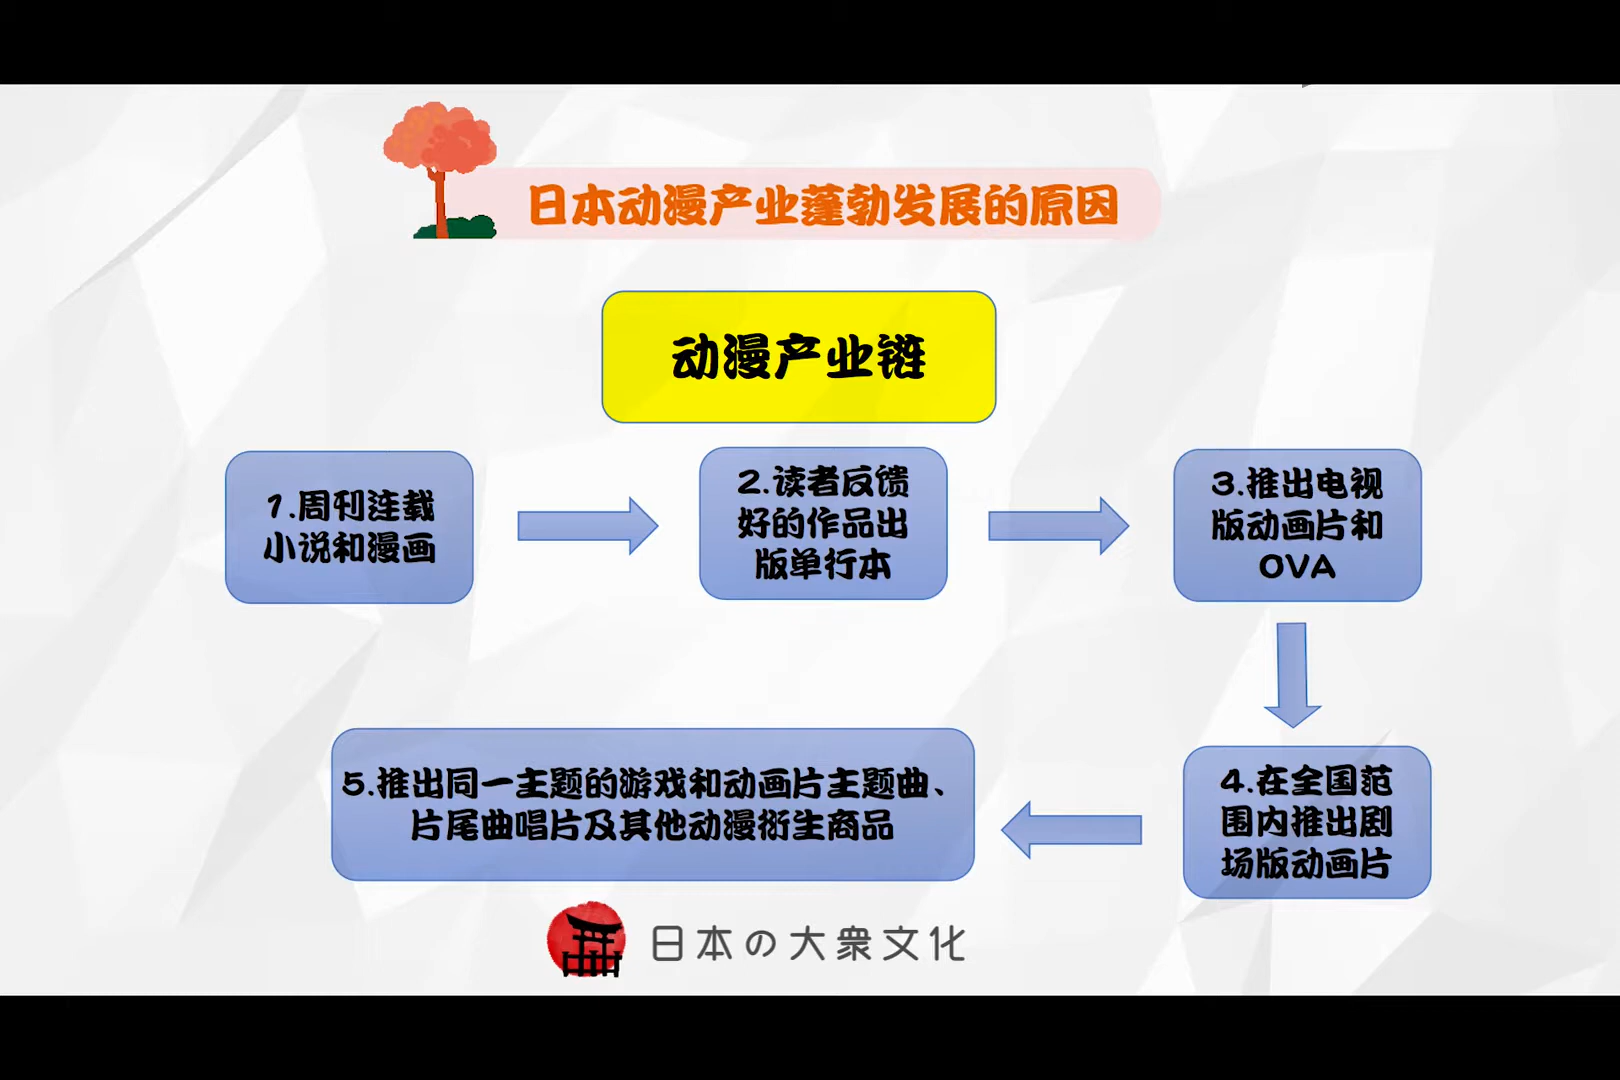 日本动漫产业蓬勃发展的原因
动漫产业链
1.周刊连载
小说和漫画
2.读者反馈
好的作品出
版单行本
3.推出电视
版动画片和
OVA
4.在全国范
围内推出剧
场版动画片
5.推出同一主题的游戏和动画片主题曲、
片尾曲唱片及其他动漫衍生商品
日本の大衆文化